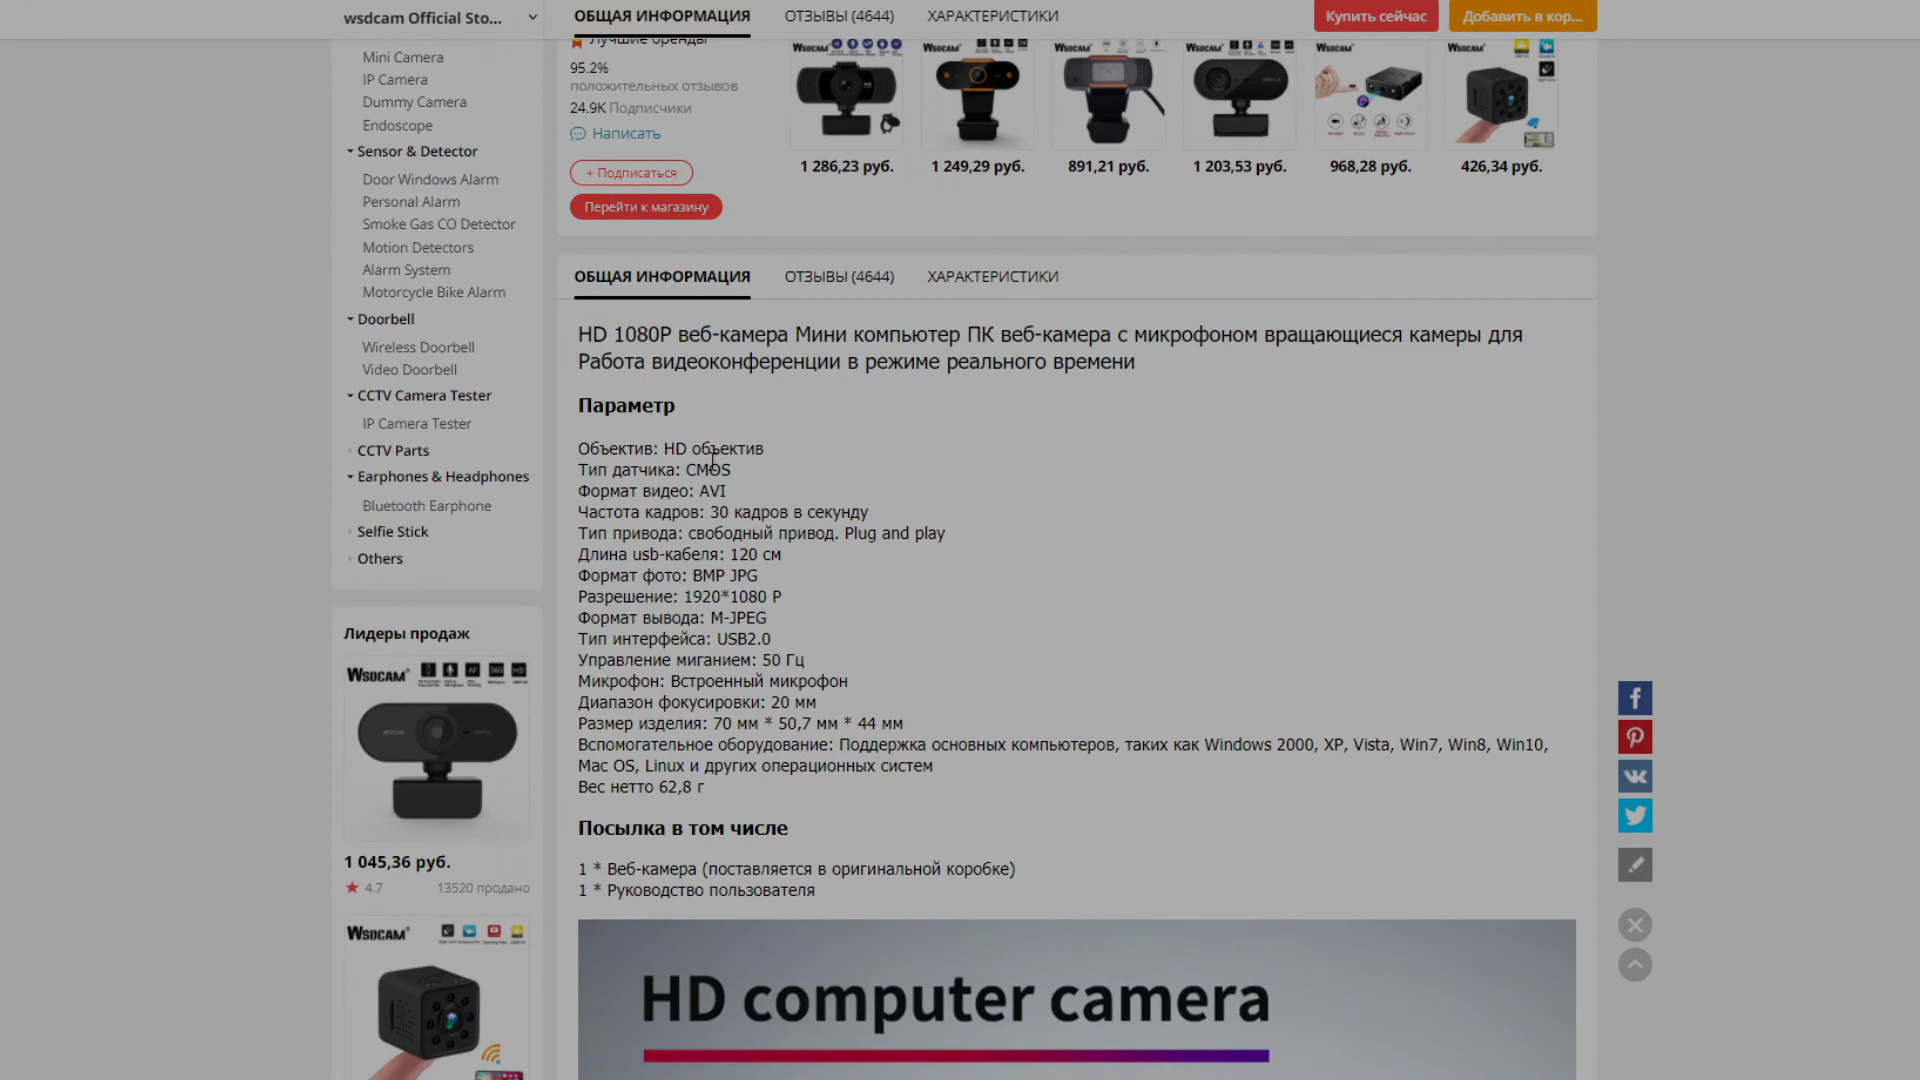 wsdcam Official Sto...
ОБЩАЯ ИНФОРМАЦИЯ
ОТЗЫВЫ (4644)
ХАРАКТЕРИСТИКИ
Купить сейчас
Добавить в кор...
Mini Camera
IP Camera
Dummy Camera
Endoscope
Sensor & Detector
Door Windows Alarm
Personal Alarm
Smoke Gas CO Detector
Motion Detectors
Alarm System
Motorcycle Bike Alarm
Doorbell
Wireless Doorbell
Video Doorbell
CCTV Camera Tester
IP Camera Tester
CCTV Parts
Earphones & Headphones
Bluetooth Earphone
Selfie Stick
Others
Лидеры продаж
WSDCAM
1 045,36 руб.
4.7
13520 продано
WSDCAM
Лучшие бренды
95.2%
положительных отзывов
24.9K Подписчики
Написать
+ Подписаться
Перейти к магазину
WSDCAM
WSDCAM
WSDCAM
WSDCAM
WSDCAM
WSDCAM
1 286,23 руб.
1 249,29 руб.
891,21 руб.
1 203,53 руб.
968,28 руб.
426,34 руб.
ОБЩАЯ ИНФОРМАЦИЯ
ОТЗЫВЫ (4644)
ХАРАКТЕРИСТИКИ
HD 1080P веб-камера Мини компьютер ПК веб-камера с микрофоном вращающиеся камеры для
Работа видеоконференции в режиме реального времени
Параметр
Объектив: HD объектив
Тип датчика: CMOS
Формат видео: AVI
Частота кадров: 30 кадров в секунду
Тип привода: свободный привод. Plug and play
Длина usb-кабеля: 120 см
Формат фото: BMP JPG
Разрешение: 1920*1080 P
Формат вывода: M-JPEG
Тип интерфейса: USB2.0
Управление миганием: 50 Гц
Микрофон: Встроенный микрофон
Диапазон фокусировки: 20 мм
Размер изделия: 70 мм * 50,7 мм * 44 мм
Вспомогательное оборудование: Поддержка основных компьютеров, таких как Windows 2000, XP, Vista, Win7, Win8, Win10,
Mac OS, Linux и других операционных систем
Вес нетто 62,8 г
Посылка в том числе
1 * Веб-камера (поставляется в оригинальной коробке)
1 * Руководство пользователя
HD computer camera